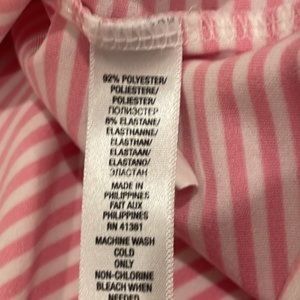 92% POLYESTER/
POLIESTERE/
POLIESTER/
ПОЛИЭСТЕР
8% ELASTANE/
ELASTHANNE/
ELASTHAN/
ELASTAAN/
ELASTANO/
ЭЛАСТАН
MADE IN
PHILIPPINES
FAIT AUX
PHILIPPINES
RN 41381
MACHINE WASH
COLD
ONLY
NON-CHLORINE
BLEACH WHEN
NEEDED